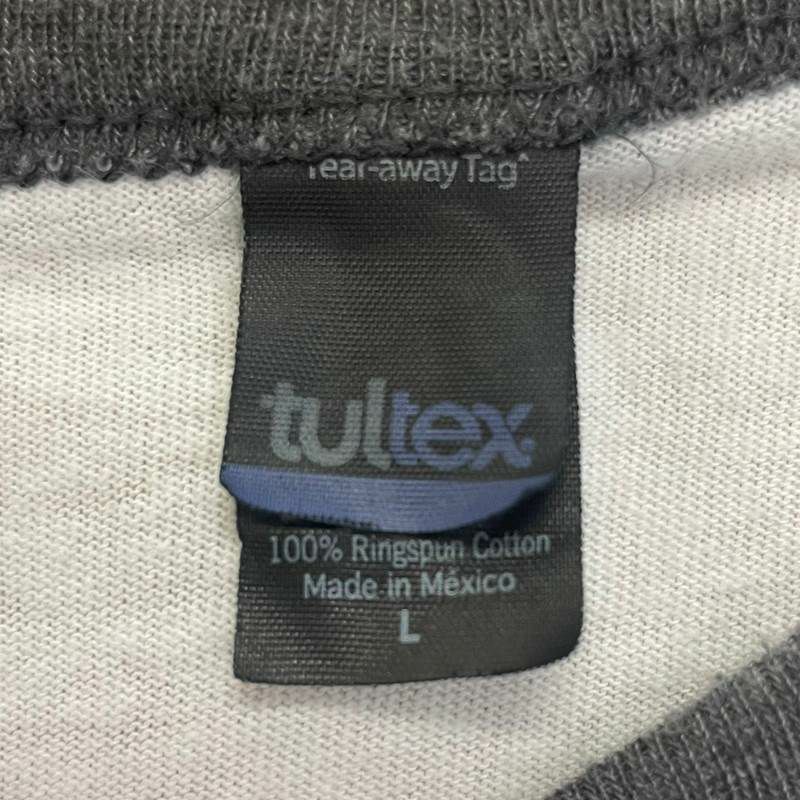 Tear-away Tag
tultex
100% Ringspun Cotton
Made in México
L